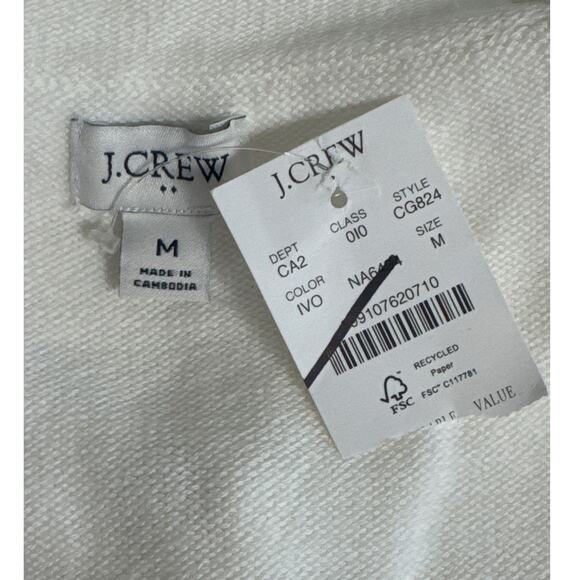 J.CREW
M
MADE IN
CAMBODIA
J.CREW
DEPT CLASS STYLE
CA2 0I0 CG824
COLOR SIZE
IVO M
RECYCLED
Paper
FSC® C117781
FSC
VALUE